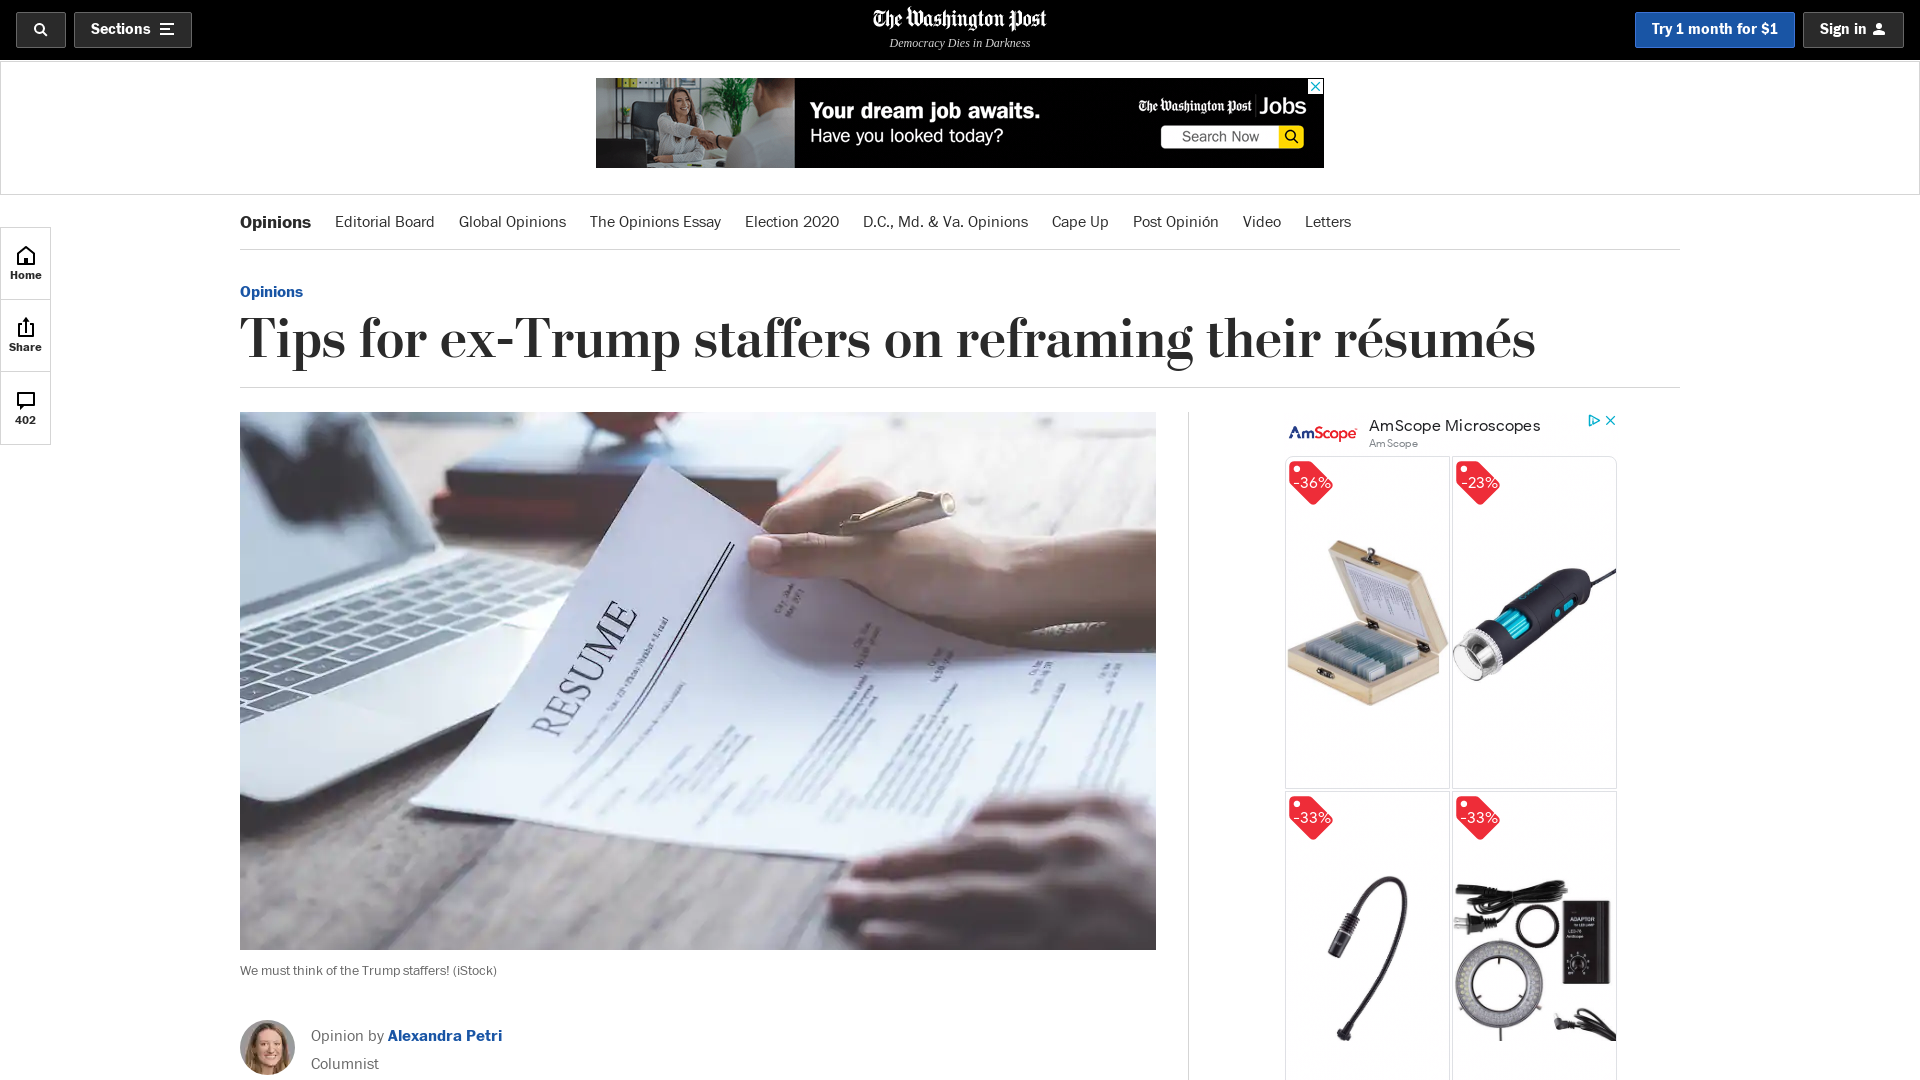 Sections
The Washington Post
Democracy Dies in Darkness
Try 1 month for $1
Sign in
Your dream job awaits.
Have you looked today?
The Washington Post Jobs
Search Now
Opinions Editorial Board Global Opinions The Opinions Essay Election 2020 D.C., Md. & Va. Opinions Cape Up Post Opinión Video Letters
Home
Share
402
Opinions
Tips for ex-Trump staffers on reframing their résumés
RESUME
We must think of the Trump staffers! (iStock)
Opinion by Alexandra Petri
Columnist
AmScope
AmScope Microscopes
AmScope
-36%
-23%
-33%
-33%
ADAPTOR